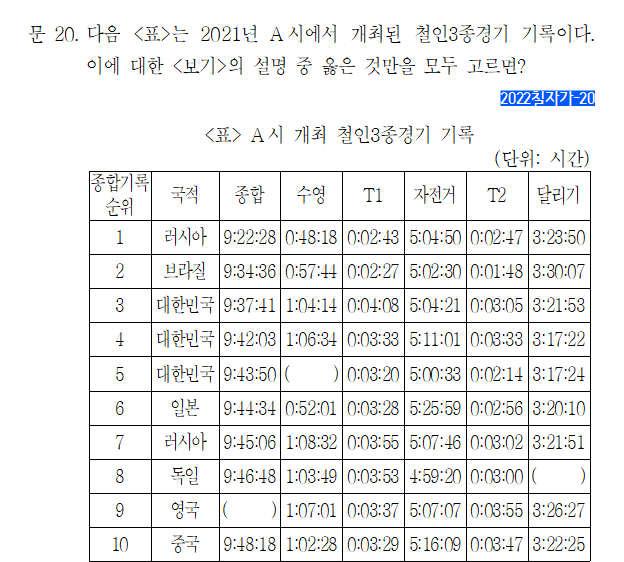 문 20. 다음 <표>는 2021년 A시에서 개최된 철인3종경기 기록이다.
이에 대한 <보기>의 설명 중 옳은 것만을 모두 고르면?
2022칠자가-20
<표> A시 개최 철인3종경기 기록
(단위: 시간)
종합기록 순위 국적 종합 수영 T1 자전거 T2 달리기
1 러시아 9:22:28 0:48:18 0:02:43 5:04:50 0:02:47 3:23:50
2 브라질 9:34:36 0:57:44 0:02:27 5:02:30 0:01:48 3:30:07
3 대한민국 9:37:41 1:04:14 0:04:08 5:04:21 0:03:05 3:21:53
4 대한민국 9:42:03 1:06:34 0:03:33 5:11:01 0:03:33 3:17:22
5 대한민국 9:43:50 ( ) 0:03:20 5:00:33 0:02:14 3:17:24
6 일본 9:44:34 0:52:01 0:03:28 5:25:59 0:02:56 3:20:10
7 러시아 9:45:06 1:08:32 0:03:55 5:07:46 0:03:02 3:21:51
8 독일 9:46:48 1:03:49 0:03:53 4:59:20 0:03:00 ( )
9 영국 ( ) 1:07:01 0:03:37 5:07:07 0:03:55 3:26:27
10 중국 9:48:18 1:02:28 0:03:29 5:16:09 0:03:47 3:22:25